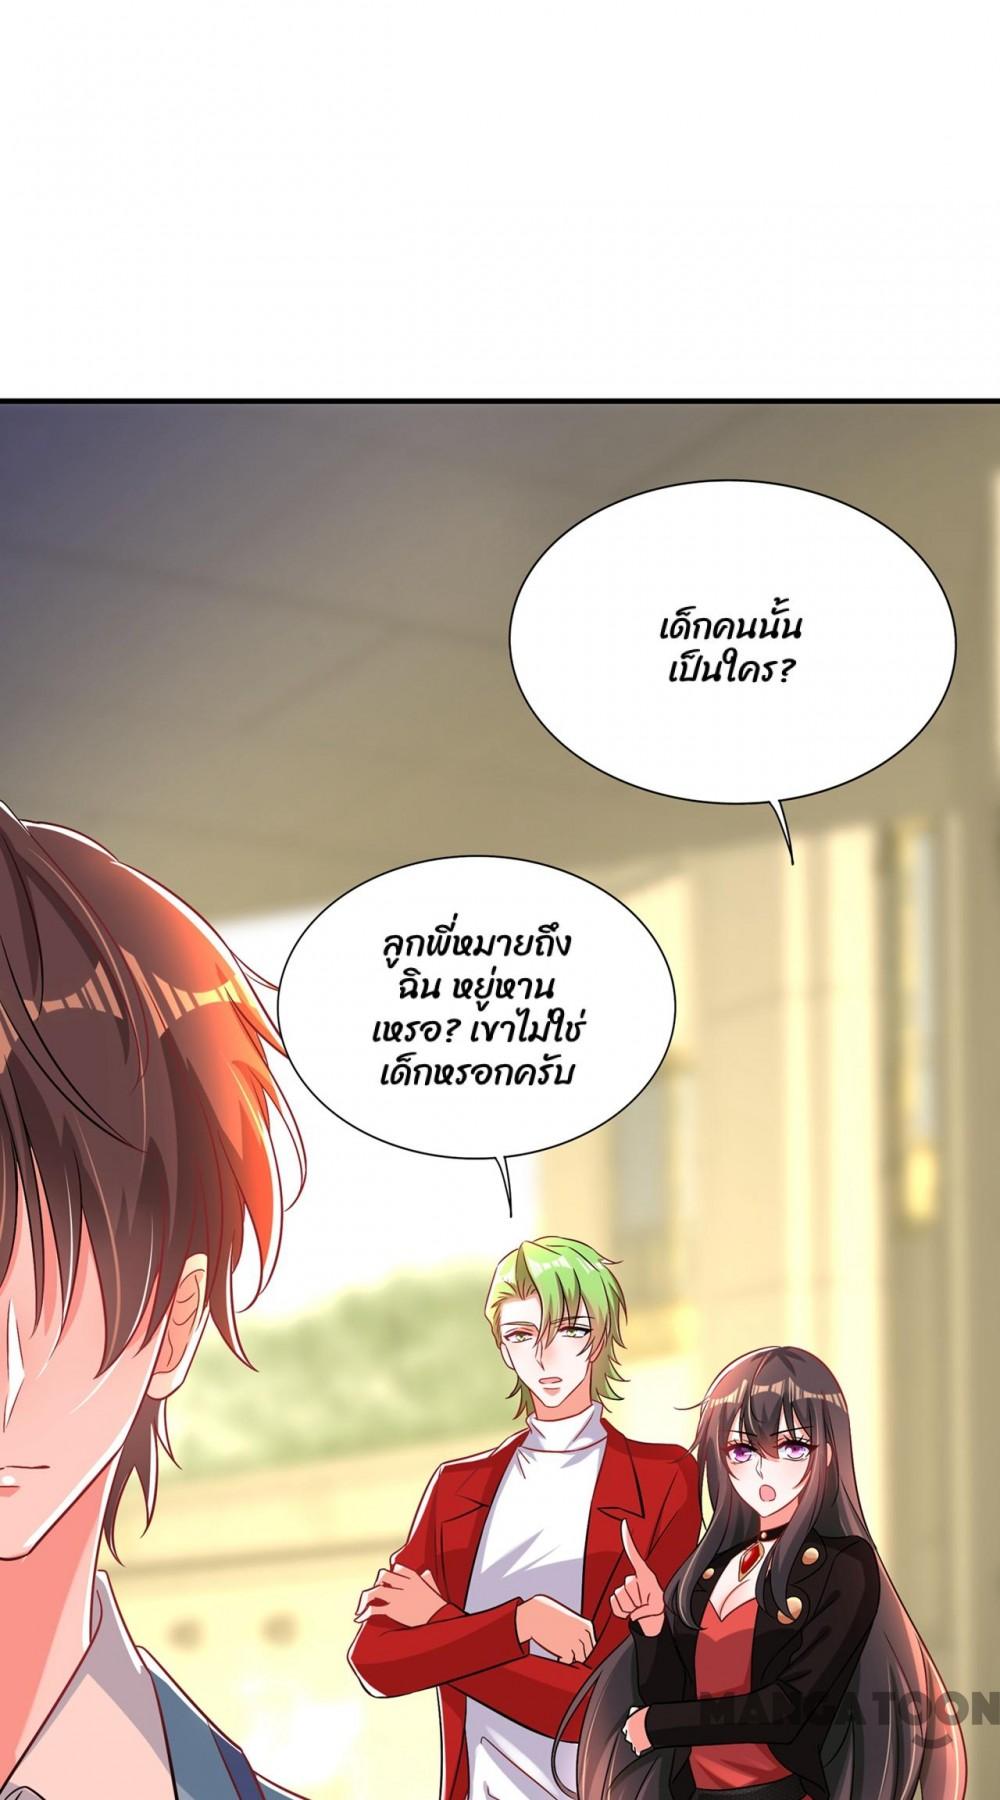 เด็กคนนั้น
เป็นใคร?
ลูกพี่หมายถึง
ฉิน หยู่หาน
เหรอ? เขาไม่ใช่
เด็กหรอกครับ
MANGATOON